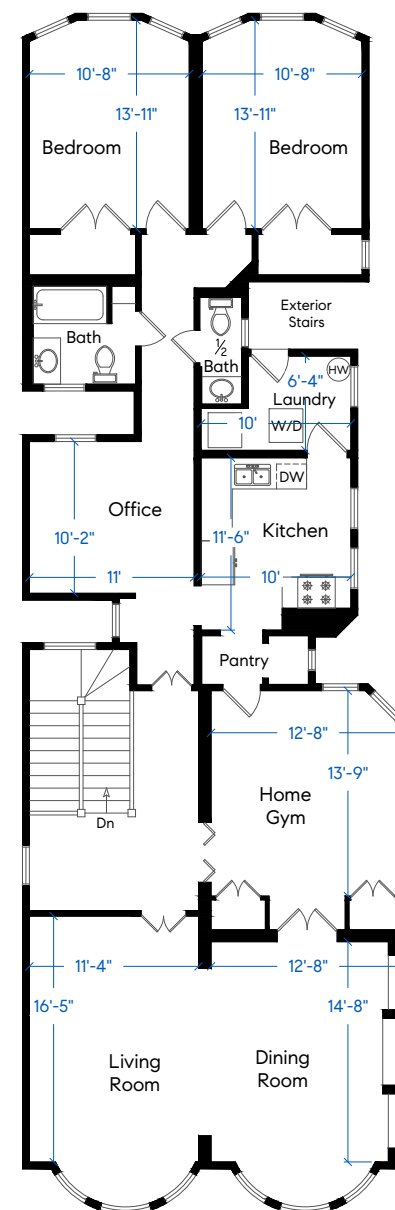 10'-8"
10'-8"
13'-11"
13'-11"
Bedroom
Bedroom
Exterior
Stairs
Bath
1/2
Bath
6'-4"
HW
Laundry
10'
W/D
DW
Office
Kitchen
11'-6"
10'-2"
11'
10'
Pantry
12'-8"
13'-9"
Home
Gym
Dn
11'-4"
12'-8"
16'-5"
14'-8"
Living
Room
Dining
Room